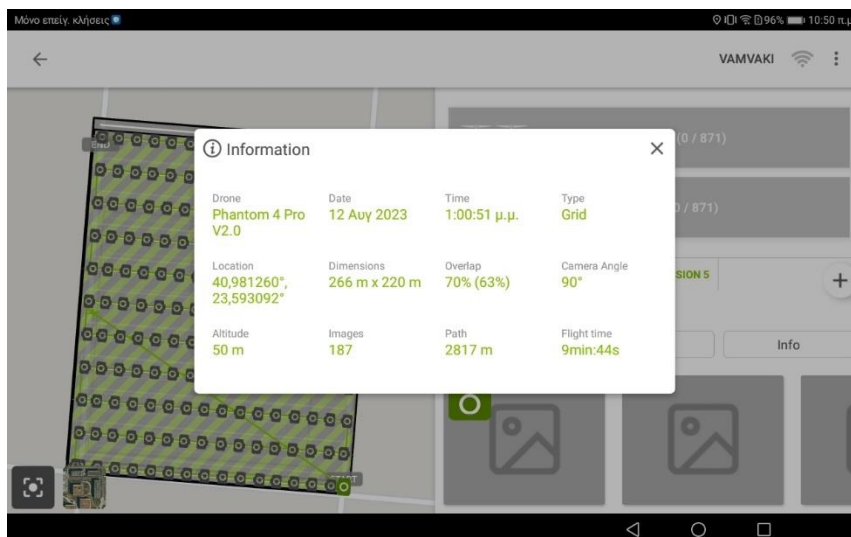 Μόνο επείγ. κλήσεις
96% 10:50 π.μ
VAMVAKI
(0 / 871)
END
Information
Drone
Phantom 4 Pro
V2.0
Date
12 Αυγ 2023
Time
1:00:51 μ.μ.
Type
Grid
/ 871)
Location
40,981260°,
23,593092°
Dimensions
266 m x 220 m
Overlap
70% (63%)
Camera Angle
90°
SION 5
Altitude
50 m
Images
187
Path
2817 m
Flight time
9min:44s
Info